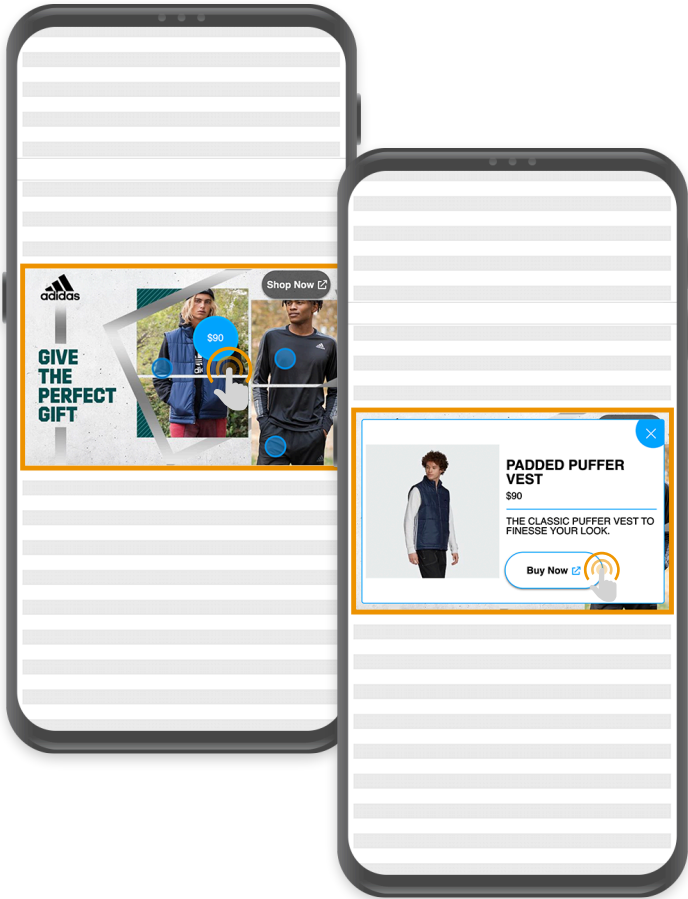 adidas
Shop Now
$90
GIVE
THE
PERFECT
GIFT
PADDED PUFFER
VEST
$90
THE CLASSIC PUFFER VEST TO
FINESSE YOUR LOOK.
Buy Now